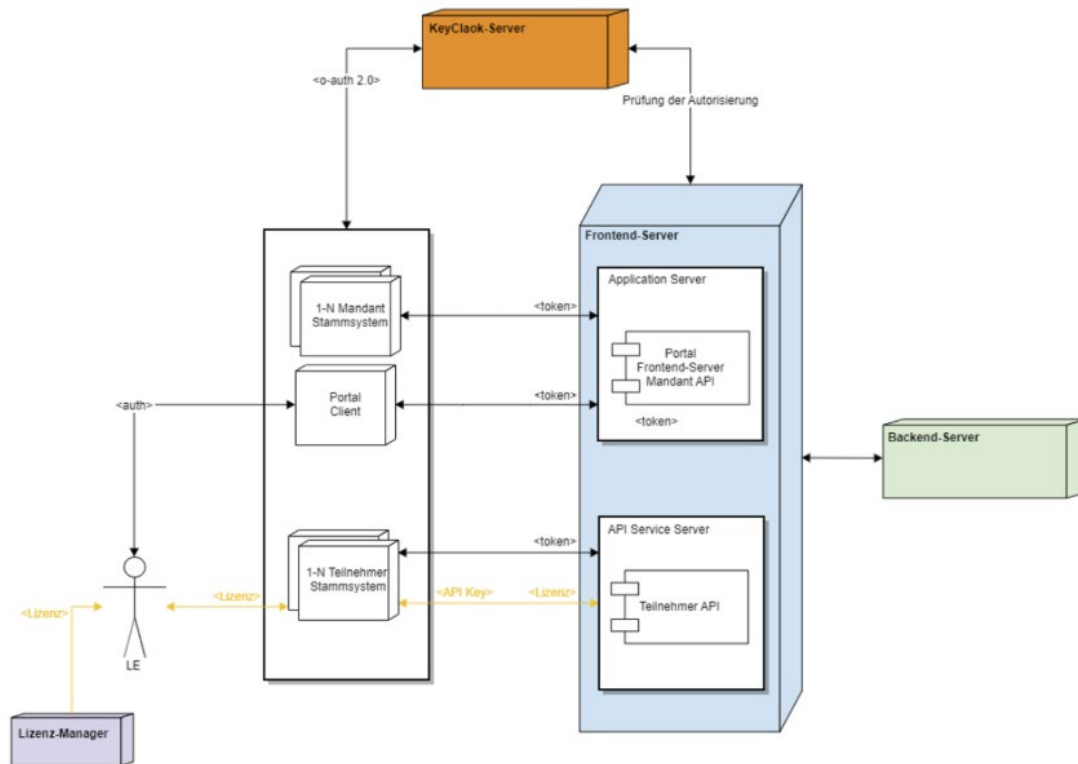 KeyClaok-Server
<o-auth 2.0>
Prüfung der Autorisierung
Frontend-Server
Application Server
1-N Mandant
Stammsystem
<token>
Portal
Frontend-Server
Mandant API
Portal
Client
<token>
<token>
<auth>
Backend-Server
API Service Server
<token>
1-N Teilnehmer
Stammsystem
<Lizenz>
<Lizenz>
<API Key>
<Lizenz>
Teilnehmer API
LE
Lizenz-Manager